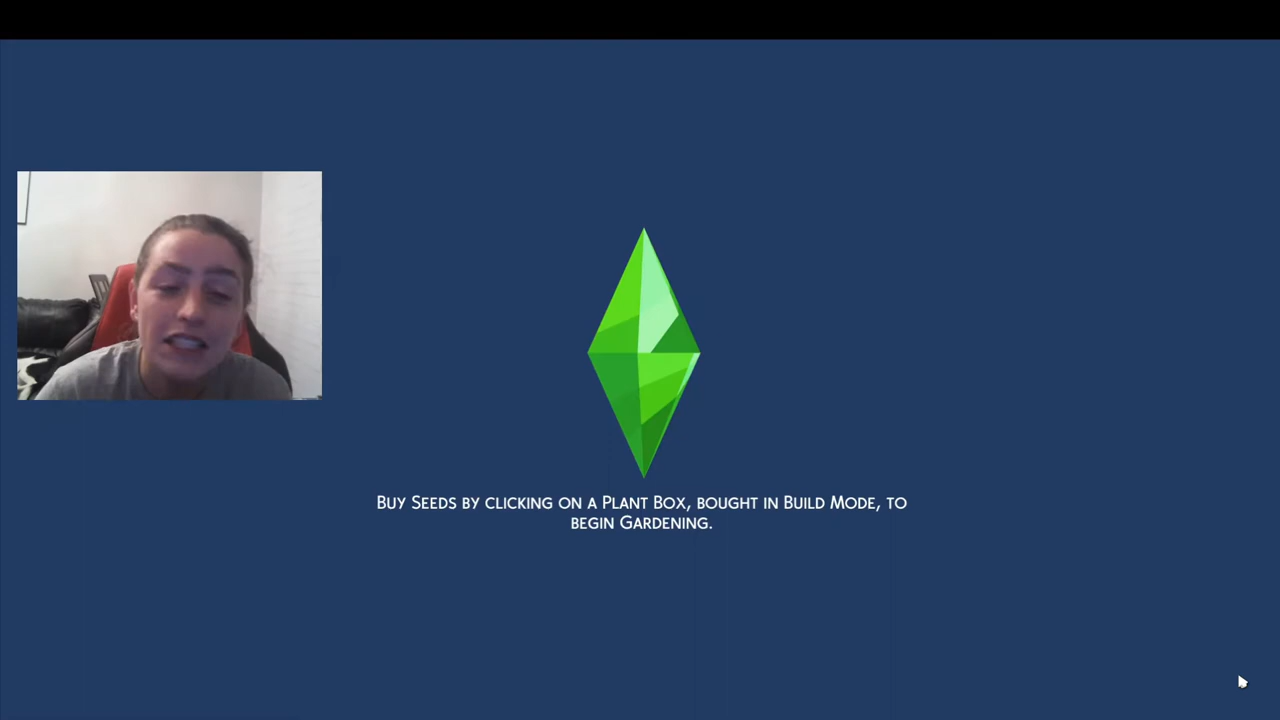 Buy Seeds by clicking on a Plant Box, bought in Build Mode, to
begin Gardening.